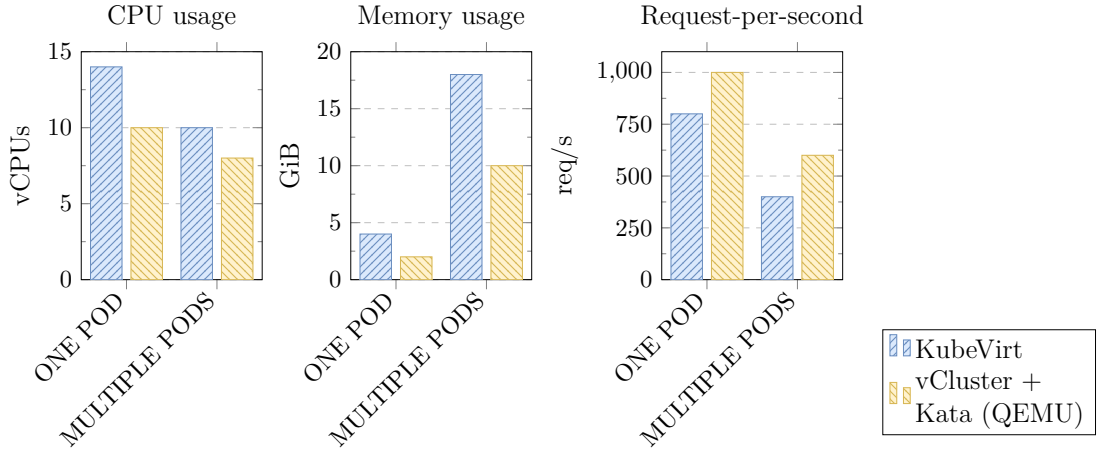 CPU usage
Memory usage
Request-per-second
15
10
5
0
vCPUs
ONE POD
MULTIPLE PODS
20
15
10
5
0
GiB
ONE POD
MULTIPLE PODS
1,000
750
500
250
0
req/s
ONE POD
MULTIPLE PODS
KubeVirt
vCluster +
Kata (QEMU)